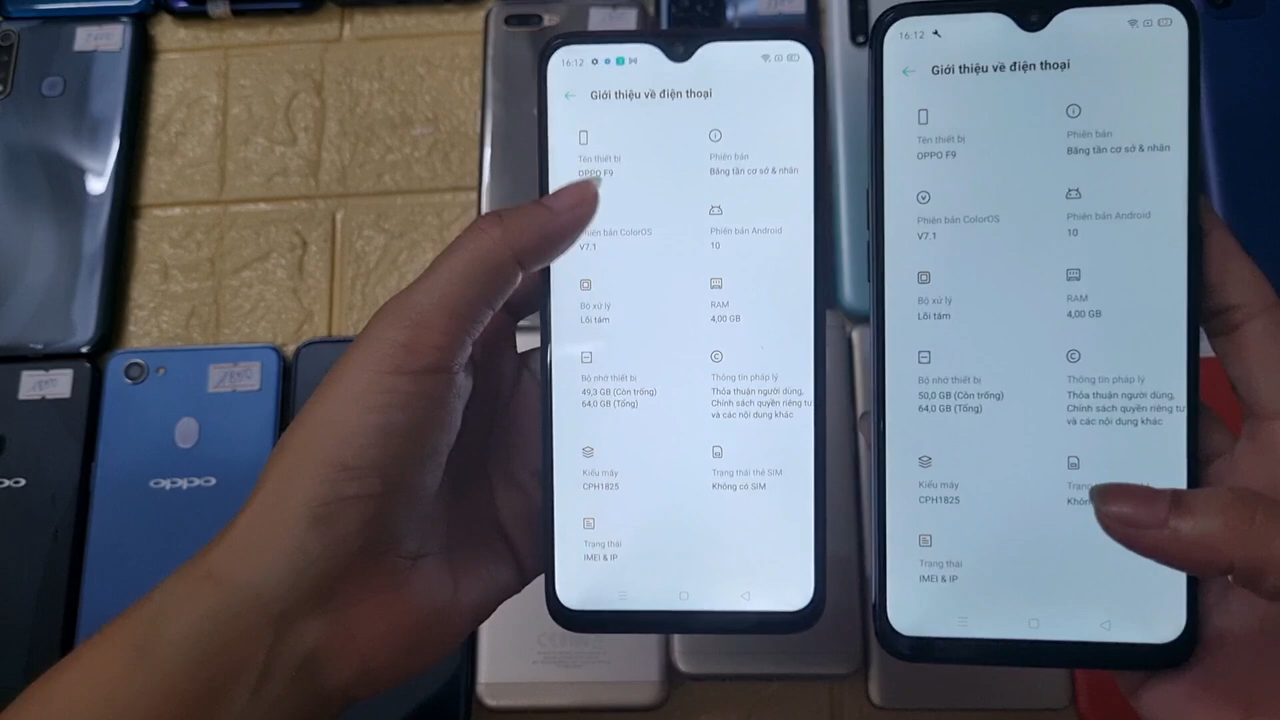 16:12
Giới thiệu về điện thoại
Tên thiết bị
OPPO F9
Phiên bản
Băng tần cơ sở & nhân
Phiên bản ColorOS
V7.1
Phiên bản Android
10
Bộ xử lý
Lõi tám
RAM
4,00 GB
Bộ nhớ thiết bị
49,3 GB (Còn trống)
64,0 GB (Tổng)
Thông tin pháp lý
Thỏa thuận người dùng,
Chính sách quyền riêng tư
và các nội dung khác
Kiểu máy
CPH1825
Trạng thái thẻ SIM
Không có SIM
Trạng thái
IMEI & IP
16:12
Giới thiệu về điện thoại
Tên thiết bị
OPPO F9
Phiên bản
Băng tần cơ sở & nhân
Phiên bản ColorOS
V7.1
Phiên bản Android
10
Bộ xử lý
Lõi tám
RAM
4,00 GB
Bộ nhớ thiết bị
50,0 GB (Còn trống)
64,0 GB (Tổng)
Thông tin pháp lý
Thỏa thuận người dùng,
Chính sách quyền riêng tư
và các nội dung khác
Kiểu máy
CPH1825
Trạng thái
IMEI & IP
1880
oppo